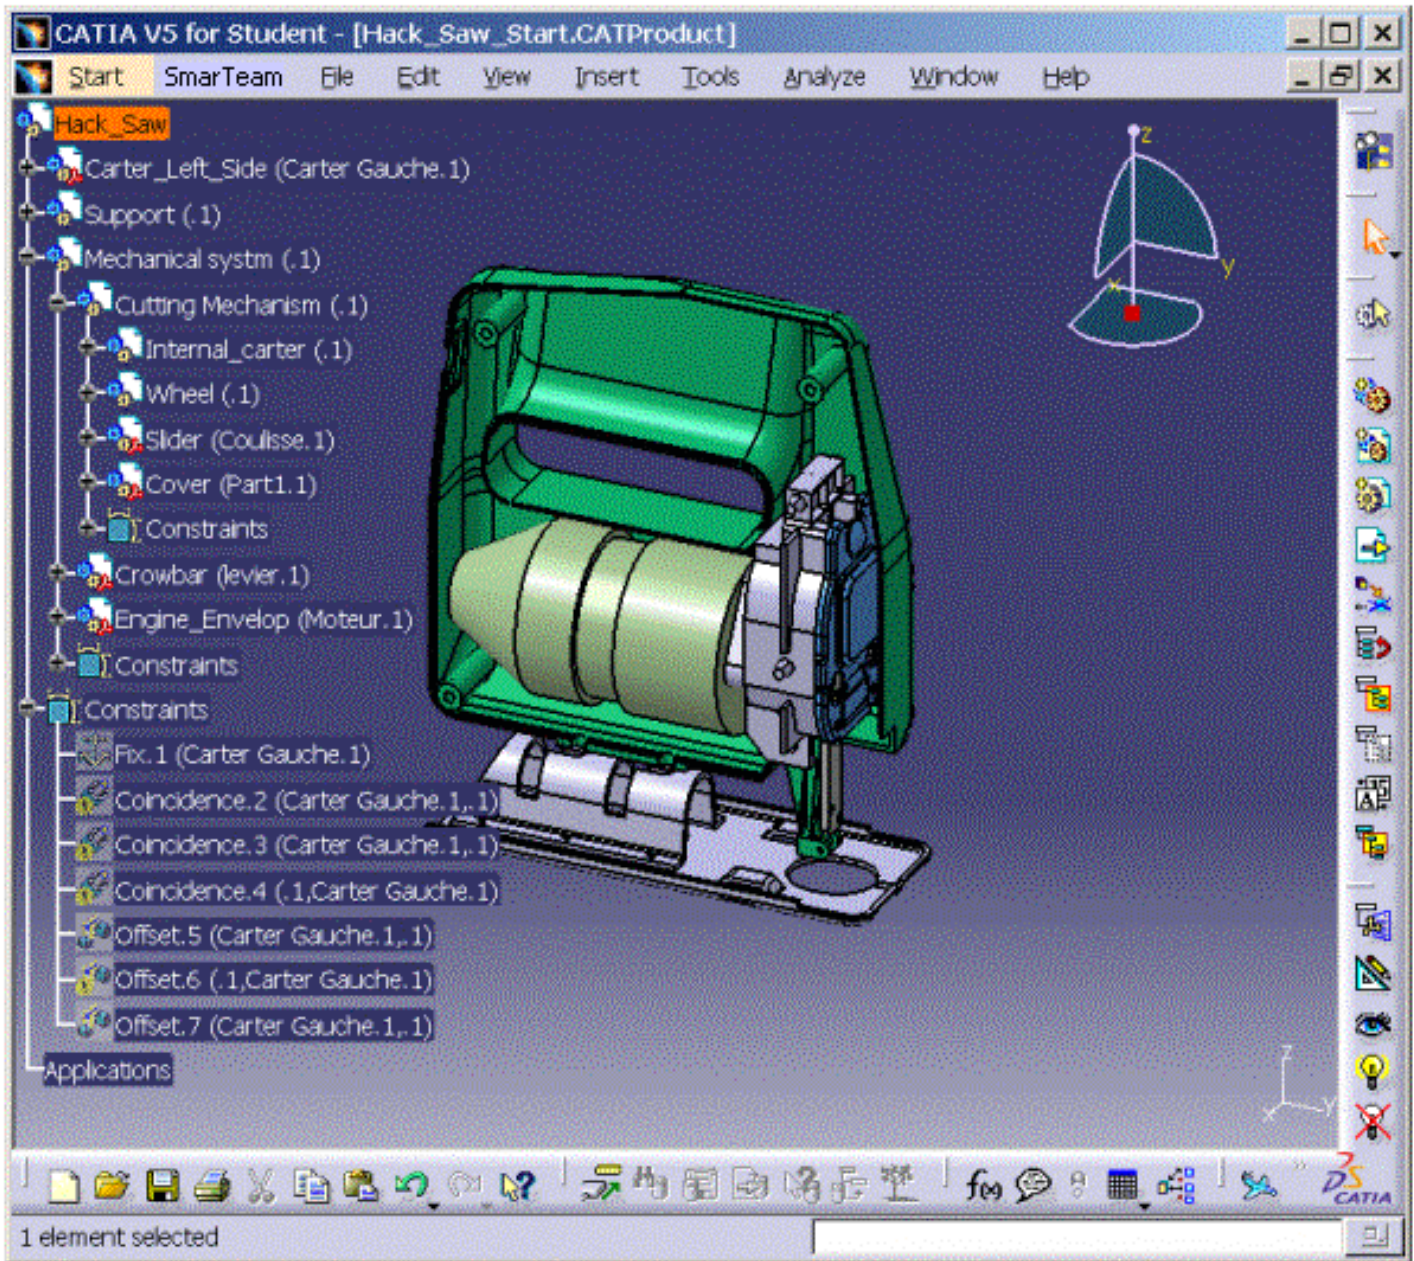 CATIA V5 for Student - [Hack_Saw_Start.CATProduct]
Start SmarTeam File Edit View Insert Tools Analyze Window Help
Hack_Saw
Carter_Left_Side (Carter Gauche.1)
Support (.1)
Mechanical systm (.1)
Cutting Mechanism (.1)
Internal_carter (.1)
Wheel (.1)
Slider (Coulisse.1)
Cover (Part1.1)
Constraints
Crowbar (levier.1)
Engine_Envelop (Moteur.1)
Constraints
Constraints
Fix.1 (Carter Gauche.1)
Coincidence.2 (Carter Gauche.1,.1)
Coincidence.3 (Carter Gauche.1,.1)
Coincidence.4 (.1,Carter Gauche.1)
Offset.5 (Carter Gauche.1,.1)
Offset.6 (.1,Carter Gauche.1)
Offset.7 (Carter Gauche.1,.1)
Applications
z
y
x
z
x
y
f(x)
CATIA
1 element selected